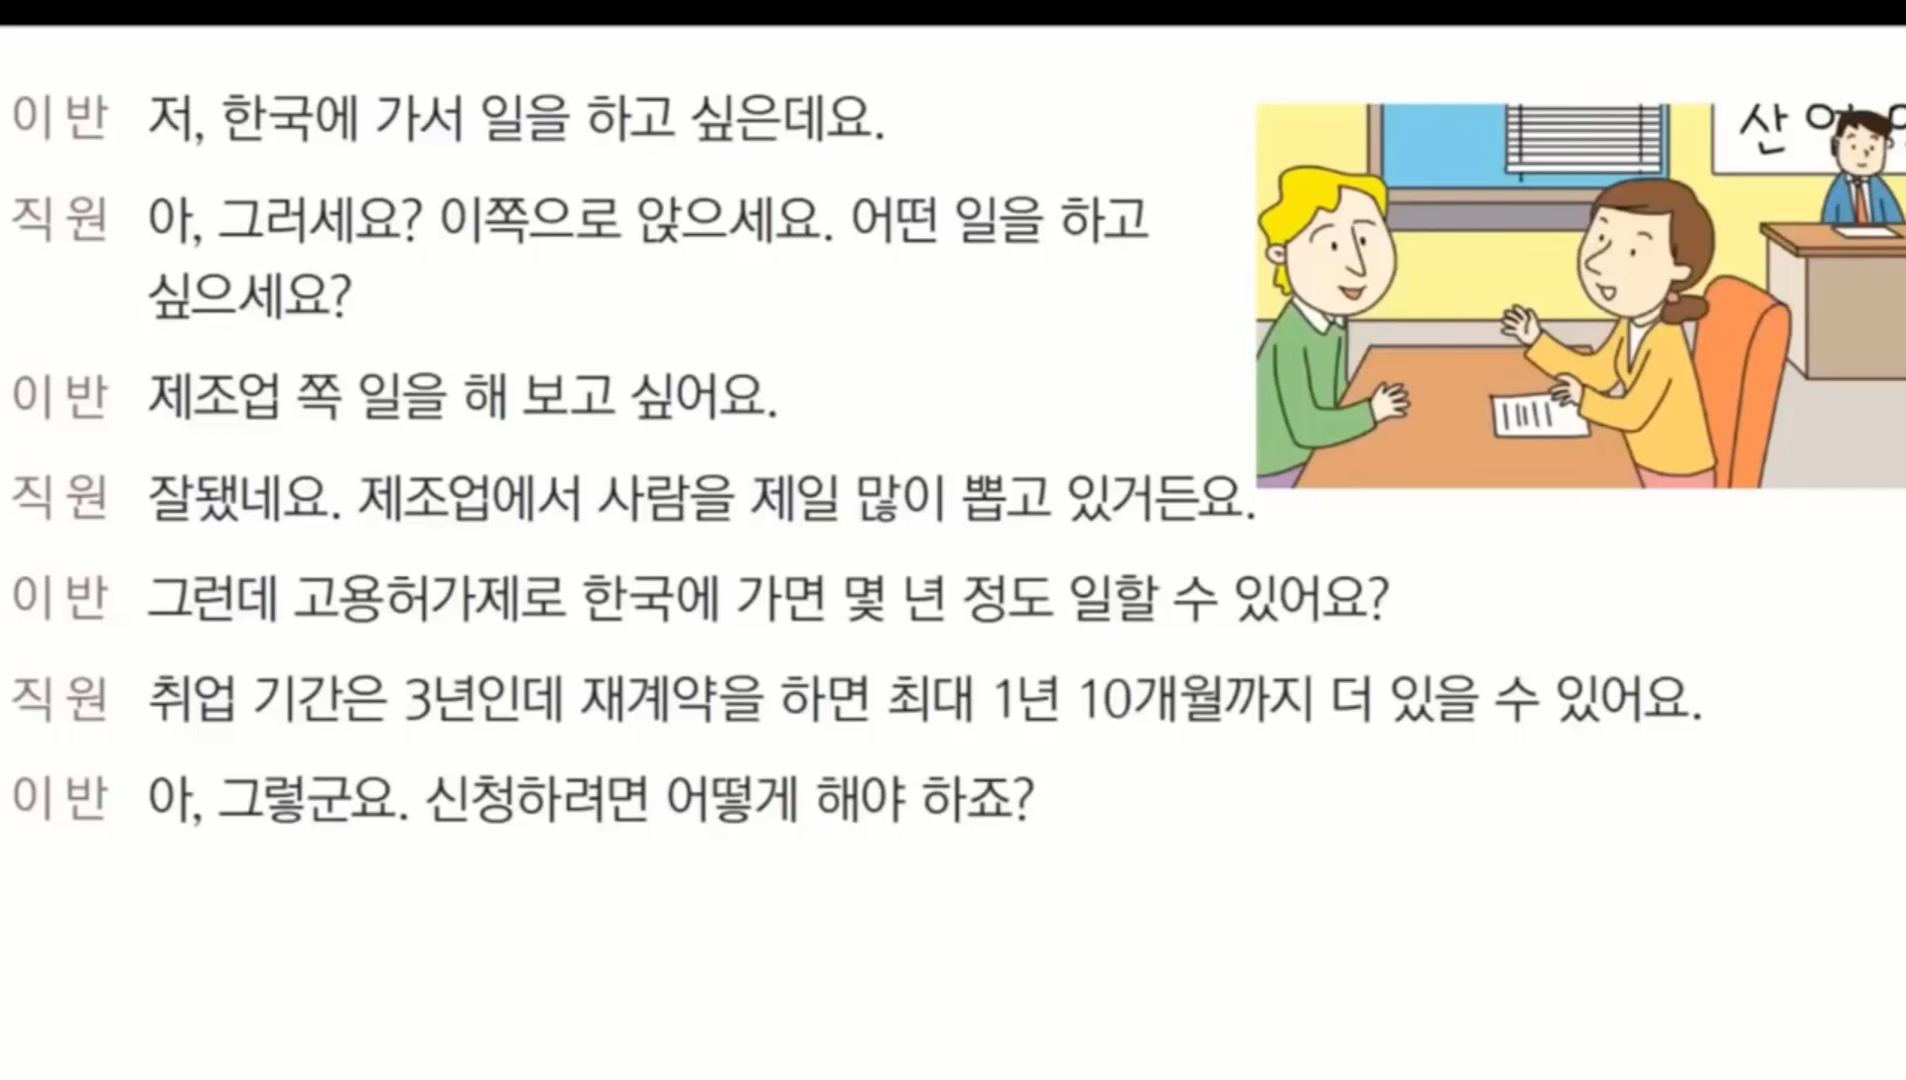 이 반 저, 한국에 가서 일을 하고 싶은데요.
산
직 원 아, 그러세요? 이쪽으로 앉으세요. 어떤 일을 하고
싶으세요?
이 반 제조업 쪽 일을 해 보고 싶어요.
직 원 잘됐네요. 제조업에서 사람을 제일 많이 뽑고 있거든요.
이 반 그런데 고용허가제로 한국에 가면 몇 년 정도 일할 수 있어요?
직 원 취업 기간은 3년인데 재계약을 하면 최대 1년 10개월까지 더 있을 수 있어요.
이 반 아, 그렇군요. 신청하려면 어떻게 해야 하죠?